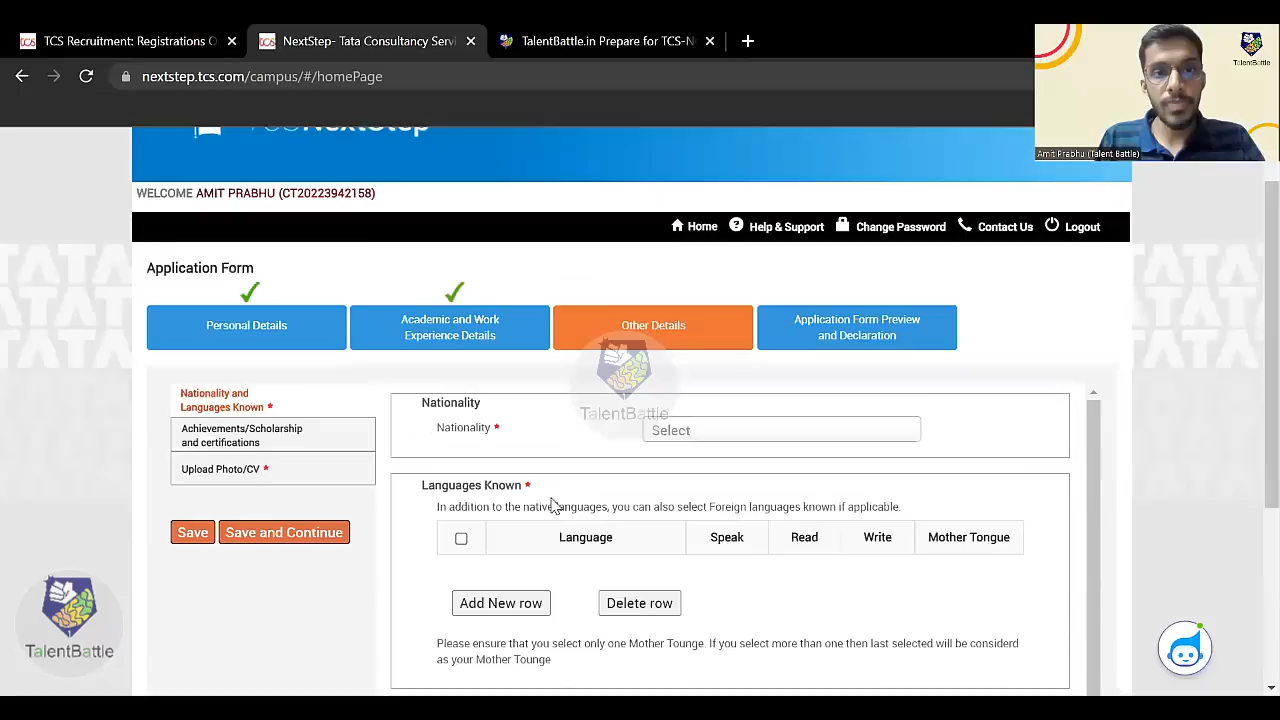 TCS Recruitment: Registrations O
NextStep- Tata Consultancy Serv
TalentBattle.in Prepare for TCS-N
nextstep.tcs.com/campus/#/homePage
TalentBattle
Amit Prabhu (Talent Battle)
TCS NextStep
WELCOME AMIT PRABHU (CT20223942158)
Home
Help & Support
Change Password
Contact Us
Logout
Application Form
Personal Details
Academic and Work
Experience Details
Other Details
Application Form Preview
and Declaration
TATA
TATA
TalentBattle
Nationality and
Languages Known *
Achievements/Scholarship
and certifications
Upload Photo/CV *
Save
Save and Continue
Nationality
Nationality *
Select
Languages Known *
In addition to the native languages, you can also select Foreign languages known if applicable.
Language
Speak
Read
Write
Mother Tongue
Add New row
Delete row
Please ensure that you select only one Mother Tounge. If you select more than one then last selected will be considerd
as your Mother Tounge
TalentBattle